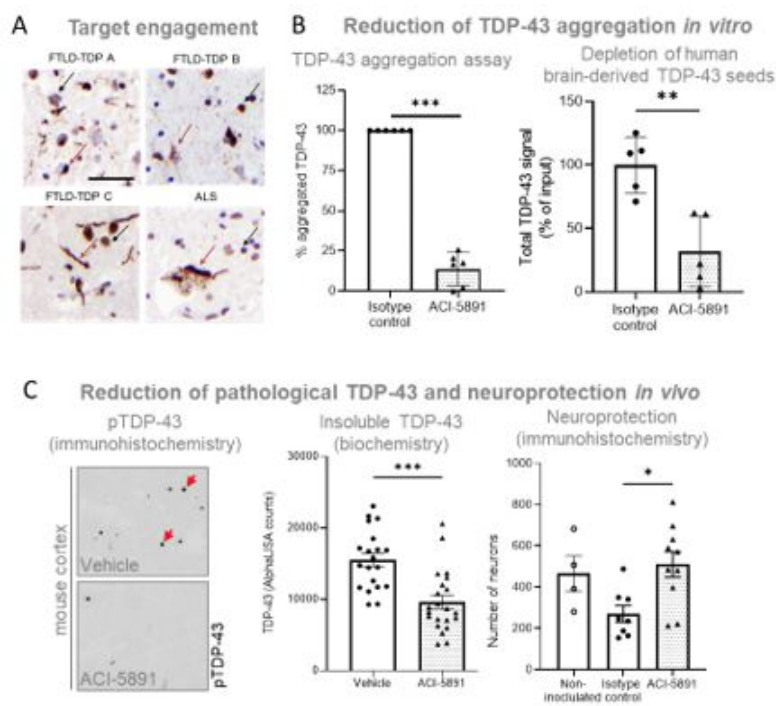 A Target engagement
FTLD-TDP A
FTLD-TDP B
FTLD-TDP C
ALS
B Reduction of TDP-43 aggregation in vitro
TDP-43 aggregation assay
% aggregated TDP-43
100
75
50
25
0
***
Isotype
control
ACI-5891
Depletion of human
brain-derived TDP-43 seeds
Total TDP-43 signal
(% of input)
150
100
50
0
**
Isotype
control
ACI-5891
C Reduction of pathological TDP-43 and neuroprotection in vivo
pTDP-43
(immunohistochemistry)
mouse cortex
Vehicle
ACI-5891
pTDP-43
Insoluble TDP-43
(biochemistry)
TDP-43 (AlphaLISA counts)
30000
20000
10000
0
***
Vehicle
ACI-5891
Neuroprotection
(immunohistochemistry)
Number of neurons
1000
800
600
400
200
0
*
Non-
inoculated
Isotype
control
ACI-5891